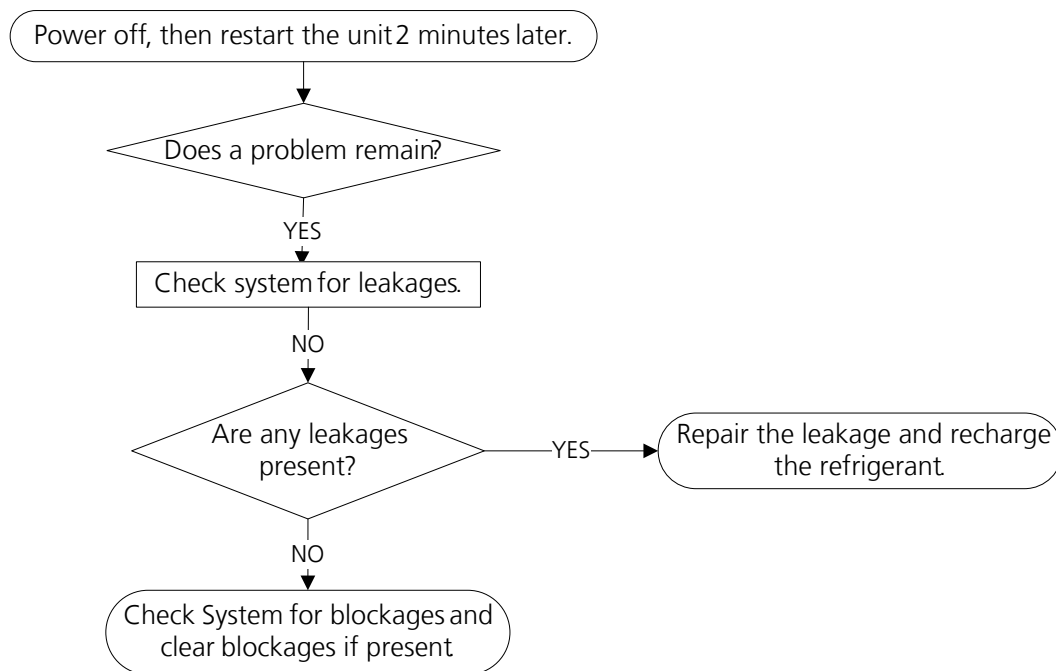 Power off, then restart the unit 2 minutes later.
Does a problem remain?
YES
Check system for leakages.
NO
Are any leakages
present?
YES
Repair the leakage and recharge
the refrigerant.
NO
Check System for blockages and
clear blockages if present.